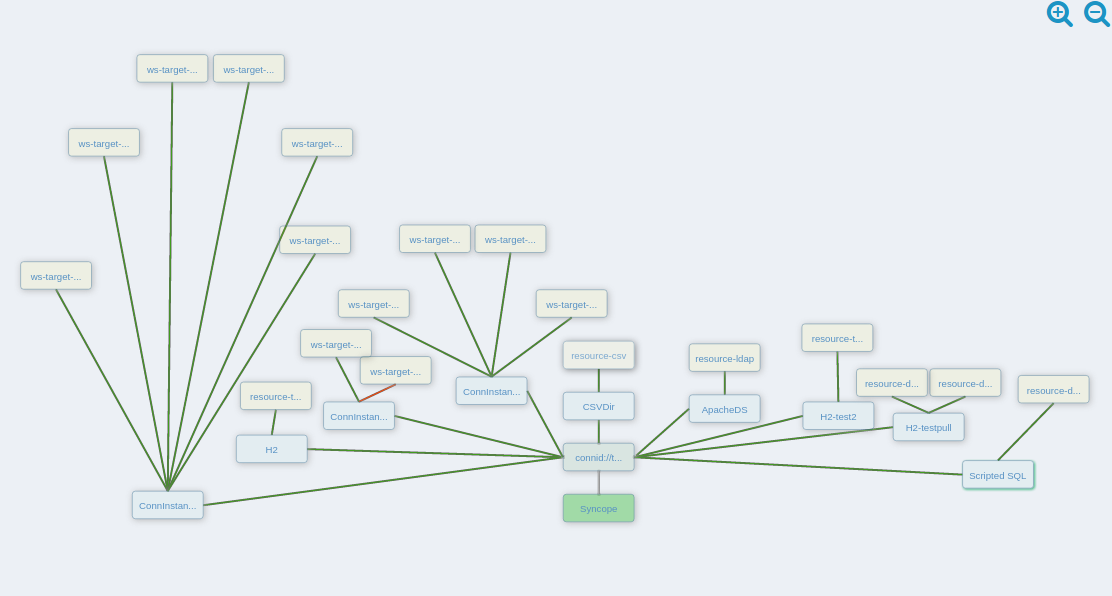 ws-target-...
ws-target-...
ws-target-...
ws-target-...
ws-target-...
ws-target-...
ws-target-...
ws-target-...
ws-target-...
ws-target-...
resource-t...
resource-t...
ws-target-...
resource-csv
resource-ldap
ws-target-...
resource-d...
resource-d...
resource-d...
ConnInstan...
resource-t...
CSVDir
ApacheDS
ConnInstan...
H2-test2
H2-testpull
H2
connid://t...
Scripted SQL
ConnInstan...
Syncope